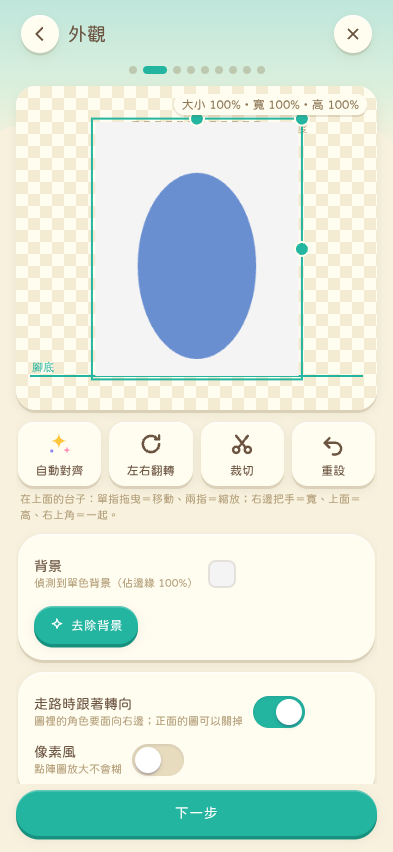 外觀
大小 100%・寬 100%・高 100%
腳底
自動對齊
左右翻轉
裁切
重設
在上面的台子：單指拖曳＝移動、兩指＝縮放；右邊把手＝寬、上面＝
高、右上角＝一起。
背景
偵測到單色背景（佔邊緣 100%）
去除背景
走路時跟著轉向
圖裡的角色要面向右邊；正面的圖可以關掉
像素風
點陣圖放大不會糊
下一步